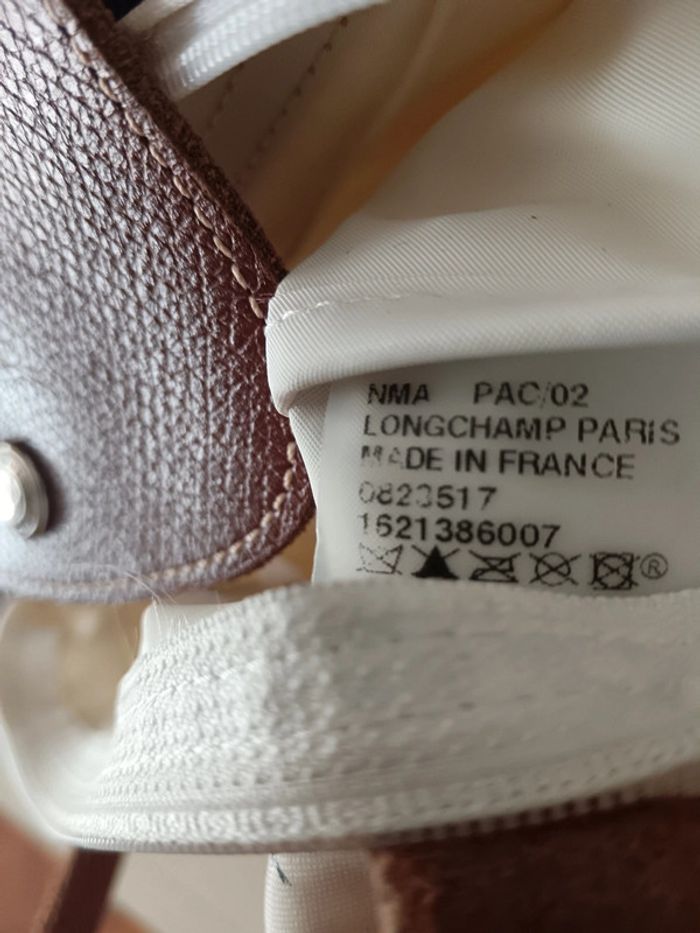 NMA PAC/02
LONGCHAMP PARIS
MADE IN FRANCE
0823517
1621386007
®